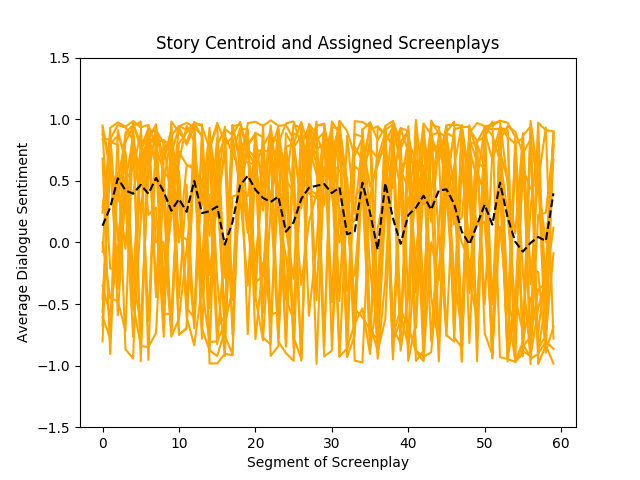 Story Centroid and Assigned Screenplays
1.5
1.0
0.5
0.0
−0.5
−1.0
−1.5
Average Dialogue Sentiment
0 10 20 30 40 50 60
Segment of Screenplay